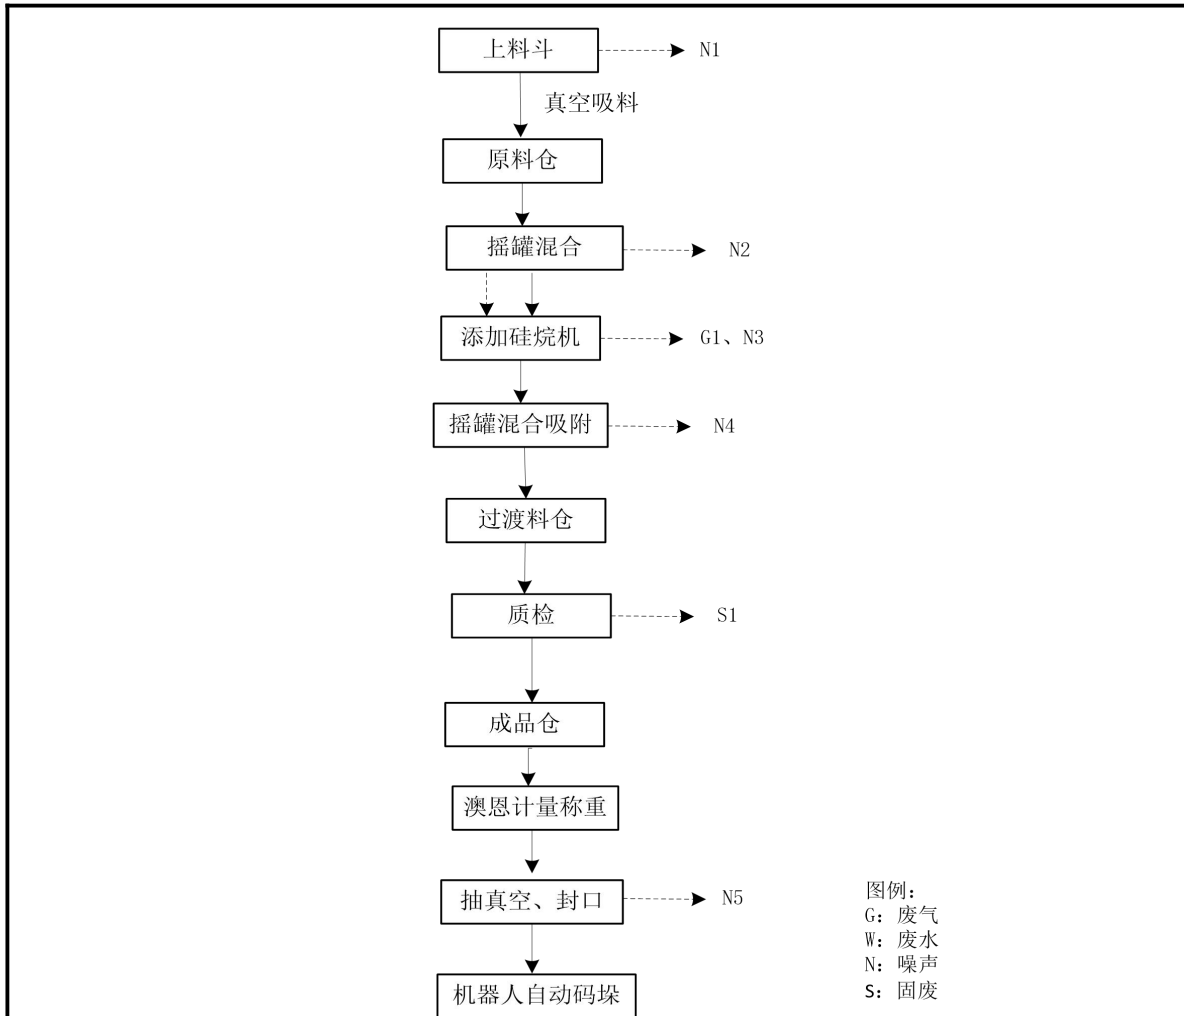 上料斗
N1
真空吸料
原料仓
摇罐混合
N2
添加硅烷机
G1、N3
摇罐混合吸附
N4
过渡料仓
质检
S1
成品仓
澳恩计量称重
抽真空、封口
N5
机器人自动码垛
图例：
G：废气
W：废水
N：噪声
S：固废